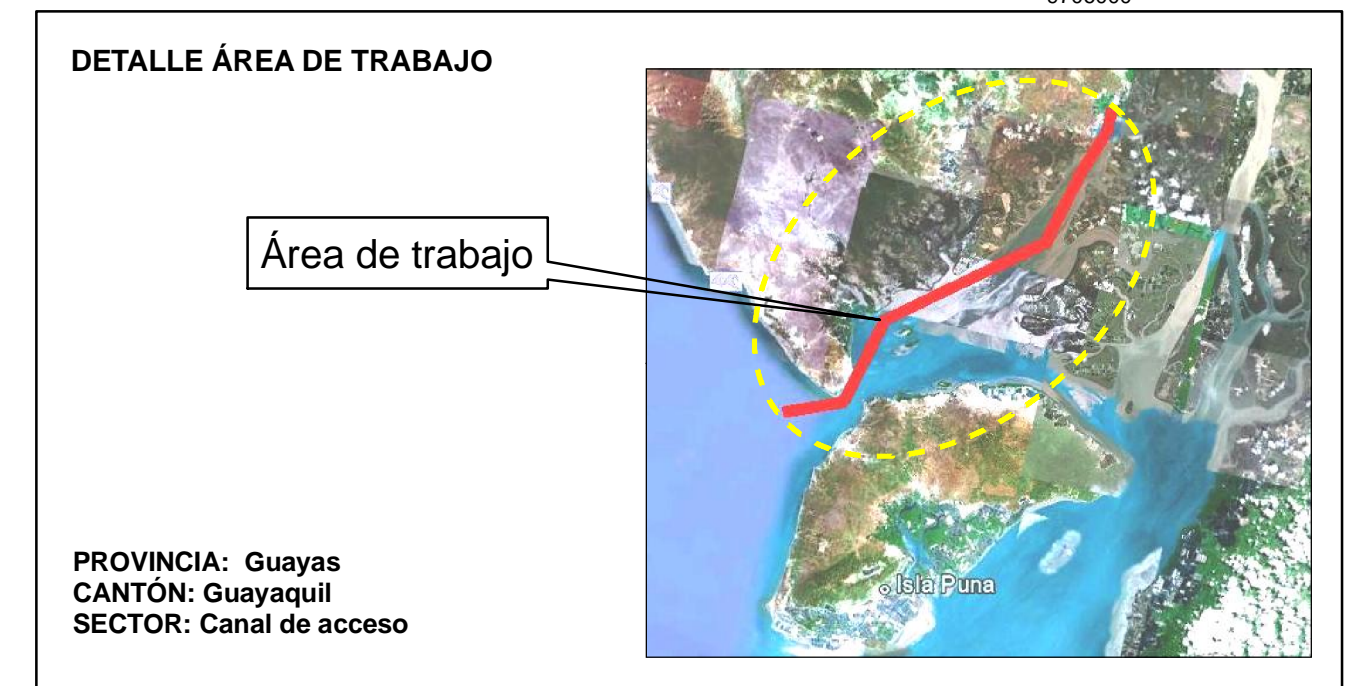 DETALLE ÁREA DE TRABAJO
Área de trabajo
Isla Puna
PROVINCIA: Guayas
CANTÓN: Guayaquil
SECTOR: Canal de acceso